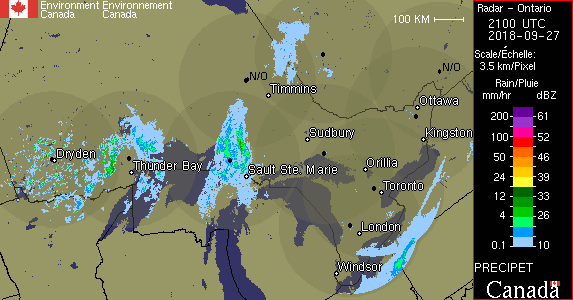 Environment Environnement
Canada Canada
Radar - Ontario
2100 UTC
2018-09-27
100 KM
Scale/Échelle:
3.5 km/Pixel
N/O
N/O
Rain/Pluie
mm/hr dBZ
Timmins
Ottawa
200 61
100 52
50 46
24 39
12 33
4 26
0.1 10
Sudbury
Kingston
Dryden
Thunder Bay
Sault Ste. Marie
Orillia
Toronto
London
Windsor
PRECIPET
Canada